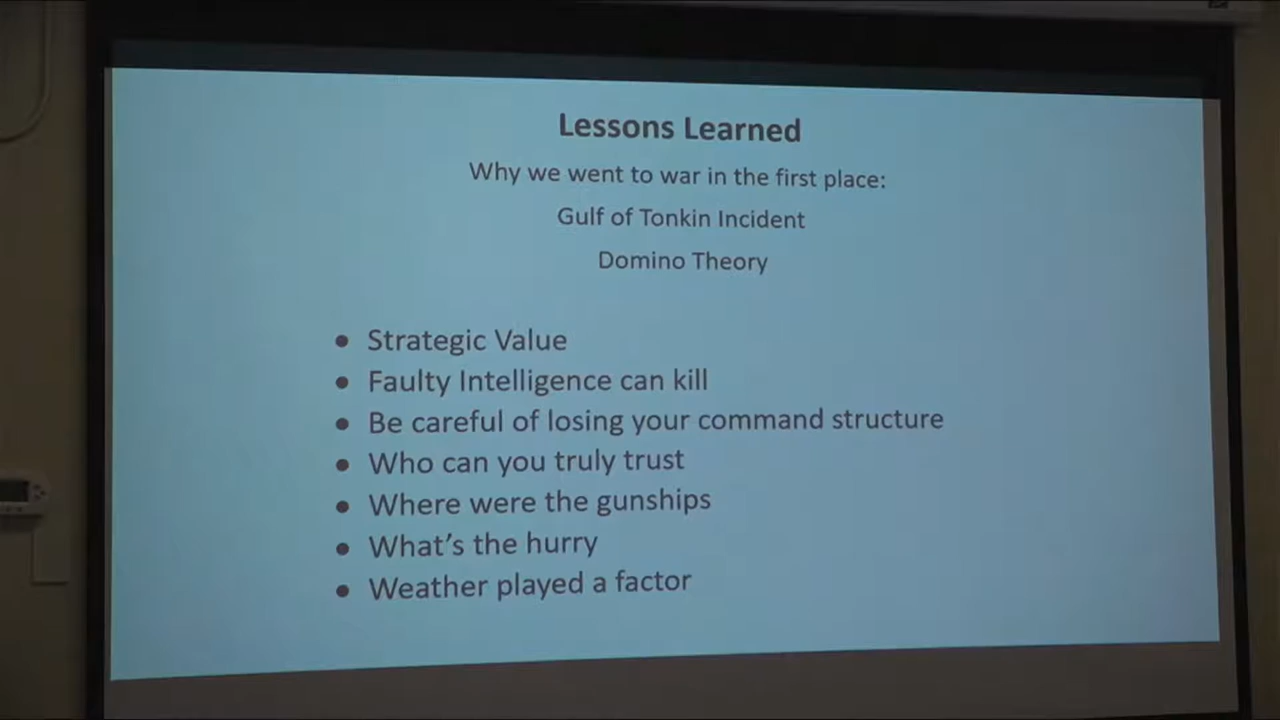 Lessons Learned
Why we went to war in the first place:
Gulf of Tonkin Incident
Domino Theory
• Strategic Value
• Faulty Intelligence can kill
• Be careful of losing your command structure
• Who can you truly trust
• Where were the gunships
• What's the hurry
• Weather played a factor